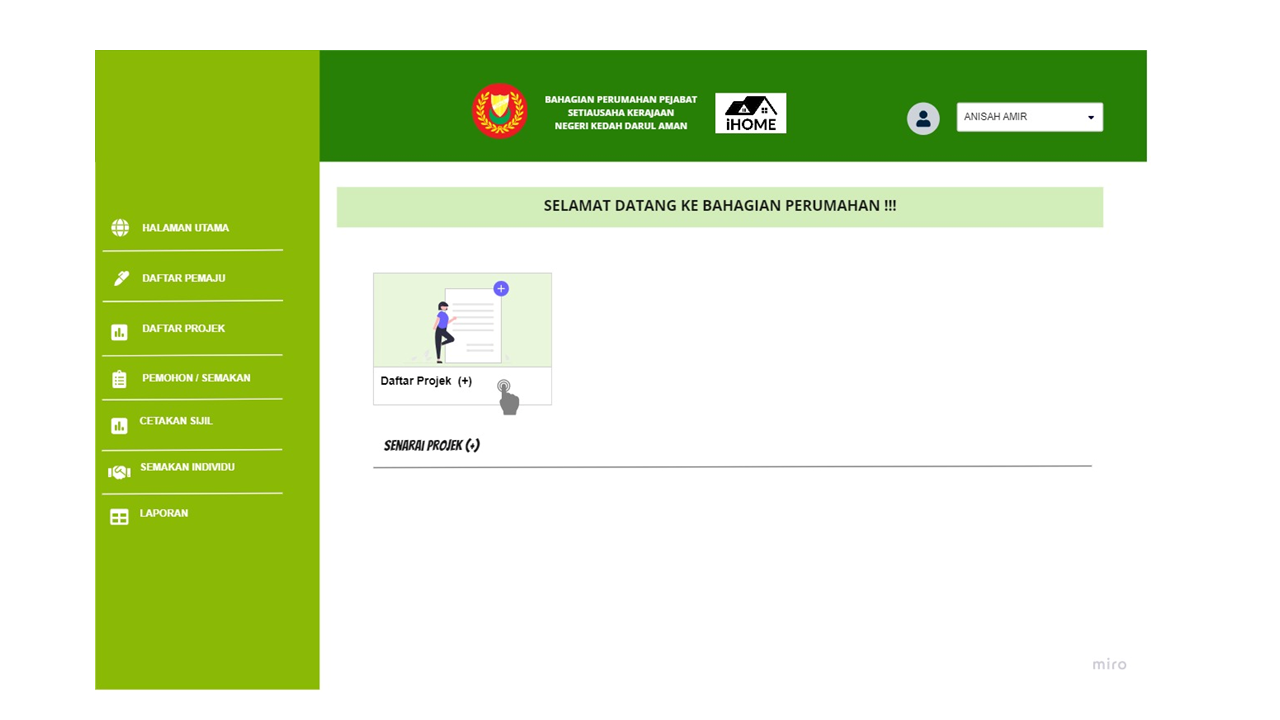 BAHAGIAN PERUMAHAN PEJABAT
SETIAUSAHA KERAJAAN
NEGERI KEDAH DARUL AMAN
iHOME
ANISAH AMIR
HALAMAN UTAMA
DAFTAR PEMAJU
DAFTAR PROJEK
PEMOHON / SEMAKAN
CETAKAN SIJIL
SEMAKAN INDIVIDU
LAPORAN
SELAMAT DATANG KE BAHAGIAN PERUMAHAN !!!
Daftar Projek (+)
SENARAI PROJEK (+)
miro